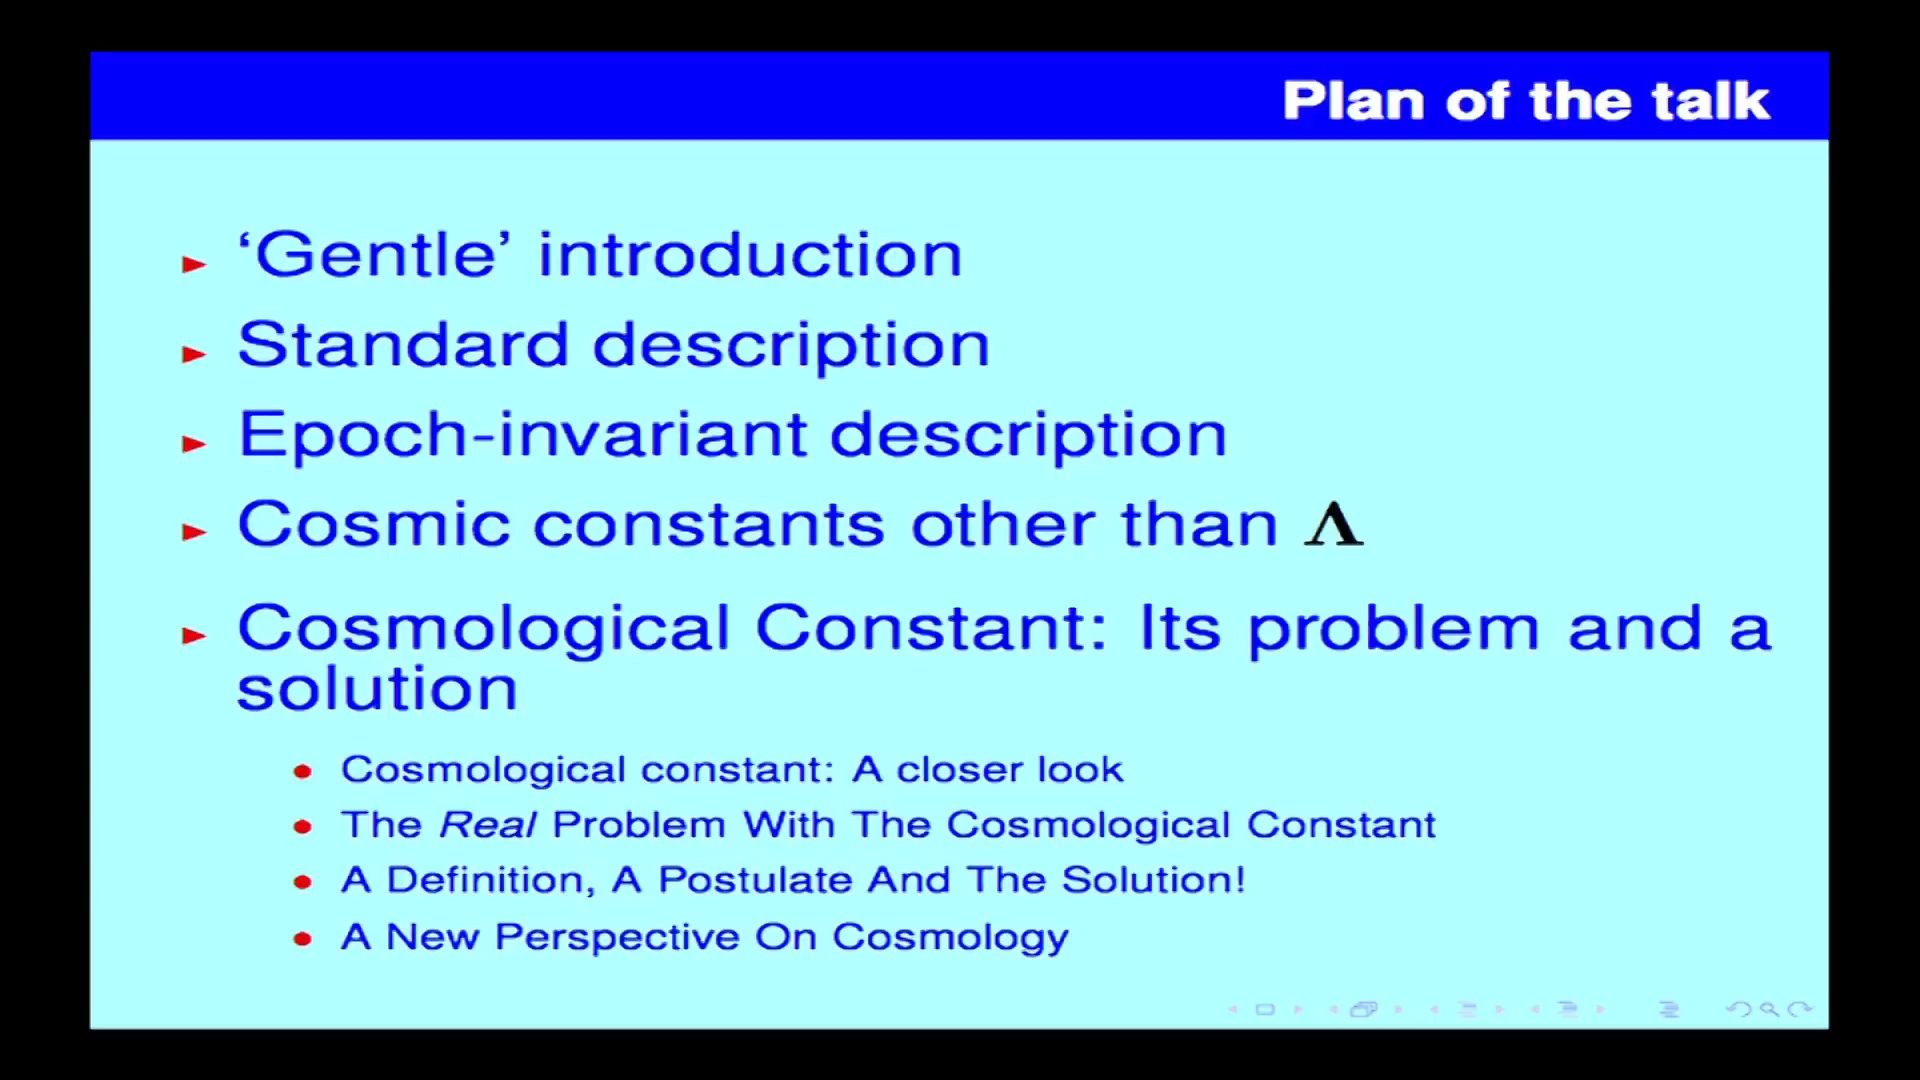 Plan of the talk
‘Gentle’ introduction
Standard description
Epoch-invariant description
Cosmic constants other than Λ
Cosmological Constant: Its problem and a
solution
Cosmological constant: A closer look
The Real Problem With The Cosmological Constant
A Definition, A Postulate And The Solution!
A New Perspective On Cosmology